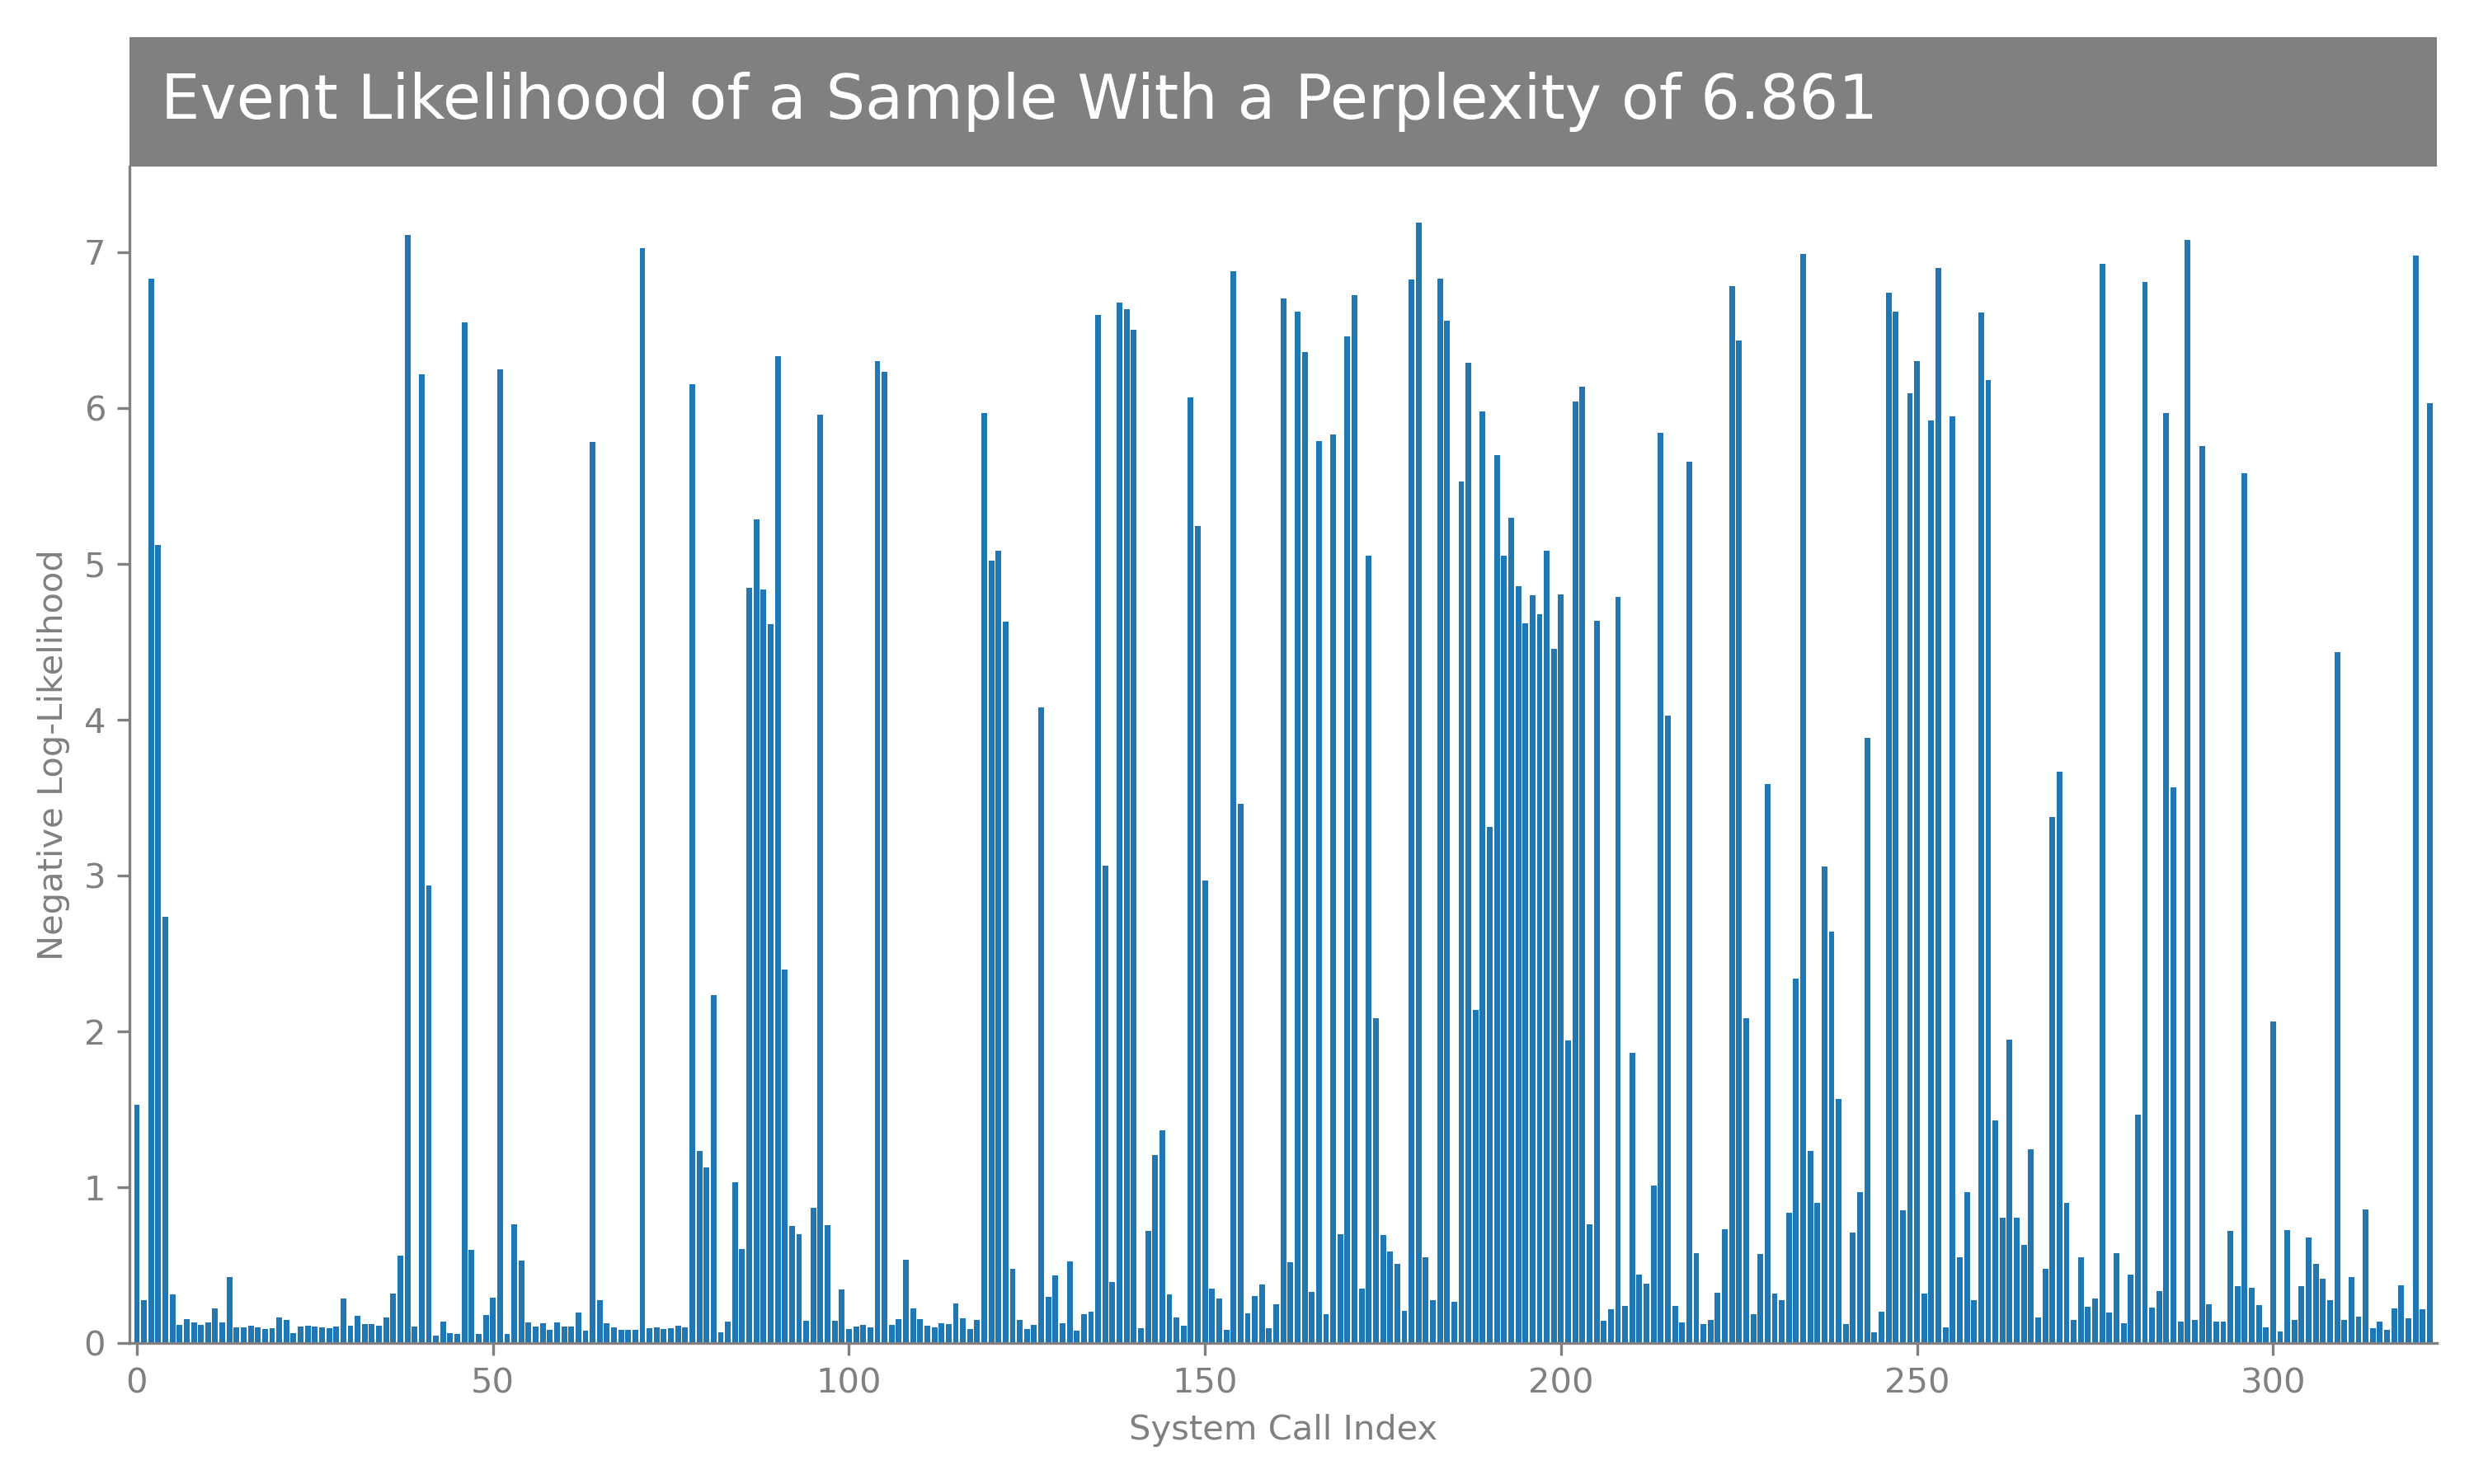 Event Likelihood of a Sample With a Perplexity of 6.861
7
6
5
4
3
2
1
0
Negative Log-Likelihood
0 50 100 150 200 250 300
System Call Index